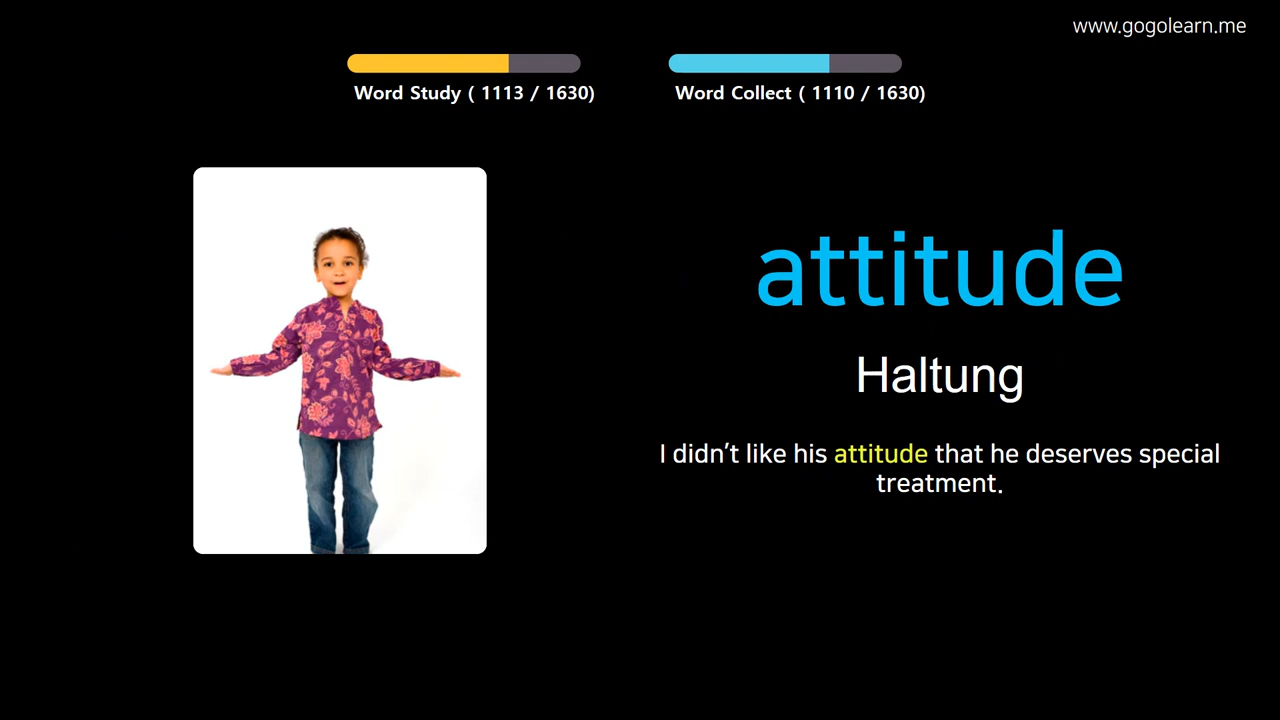 www.gogolearn.me
Word Study ( 1113 / 1630)
Word Collect ( 1110 / 1630)
attitude
Haltung
I didn’t like his attitude that he deserves special
treatment.